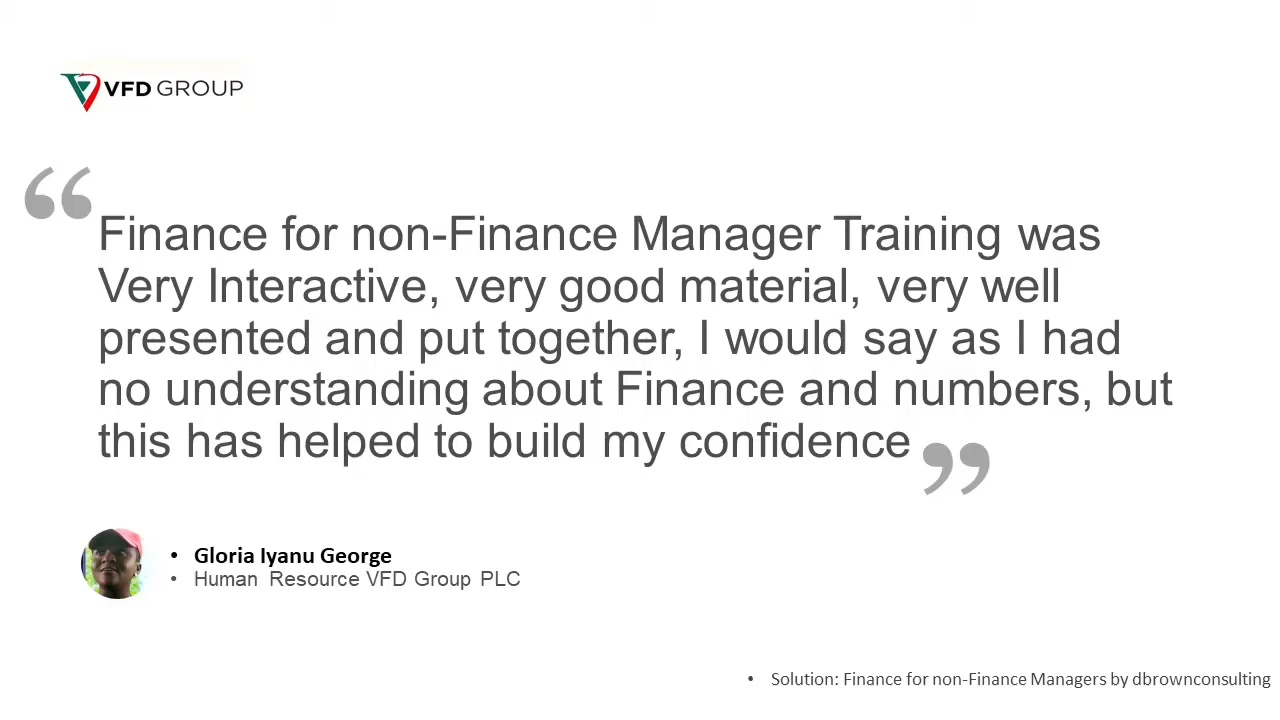 VFD GROUP
“
Finance for non-Finance Manager Training was
Very Interactive, very good material, very well
presented and put together, I would say as I had
no understanding about Finance and numbers, but
this has helped to build my confidence
”
• Gloria Iyanu George
• Human Resource VFD Group PLC
• Solution: Finance for non-Finance Managers by dbrownconsulting